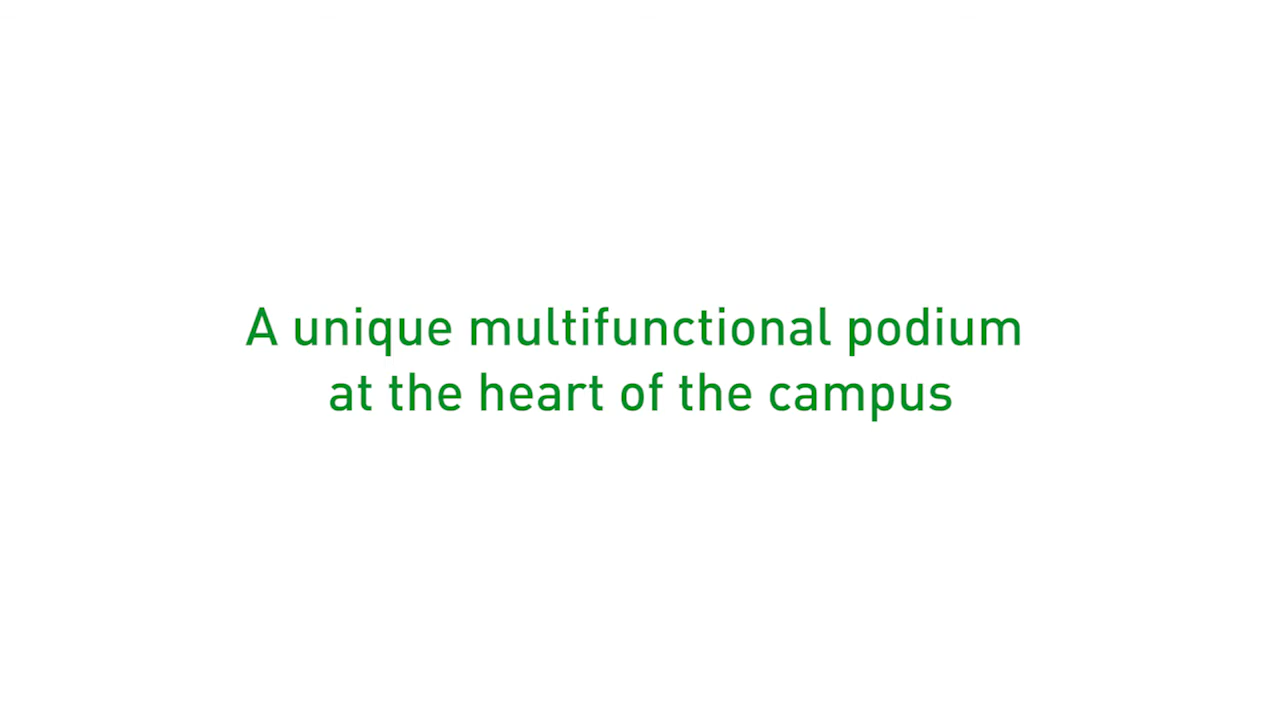 A unique multifunctional podium
at the heart of the campus